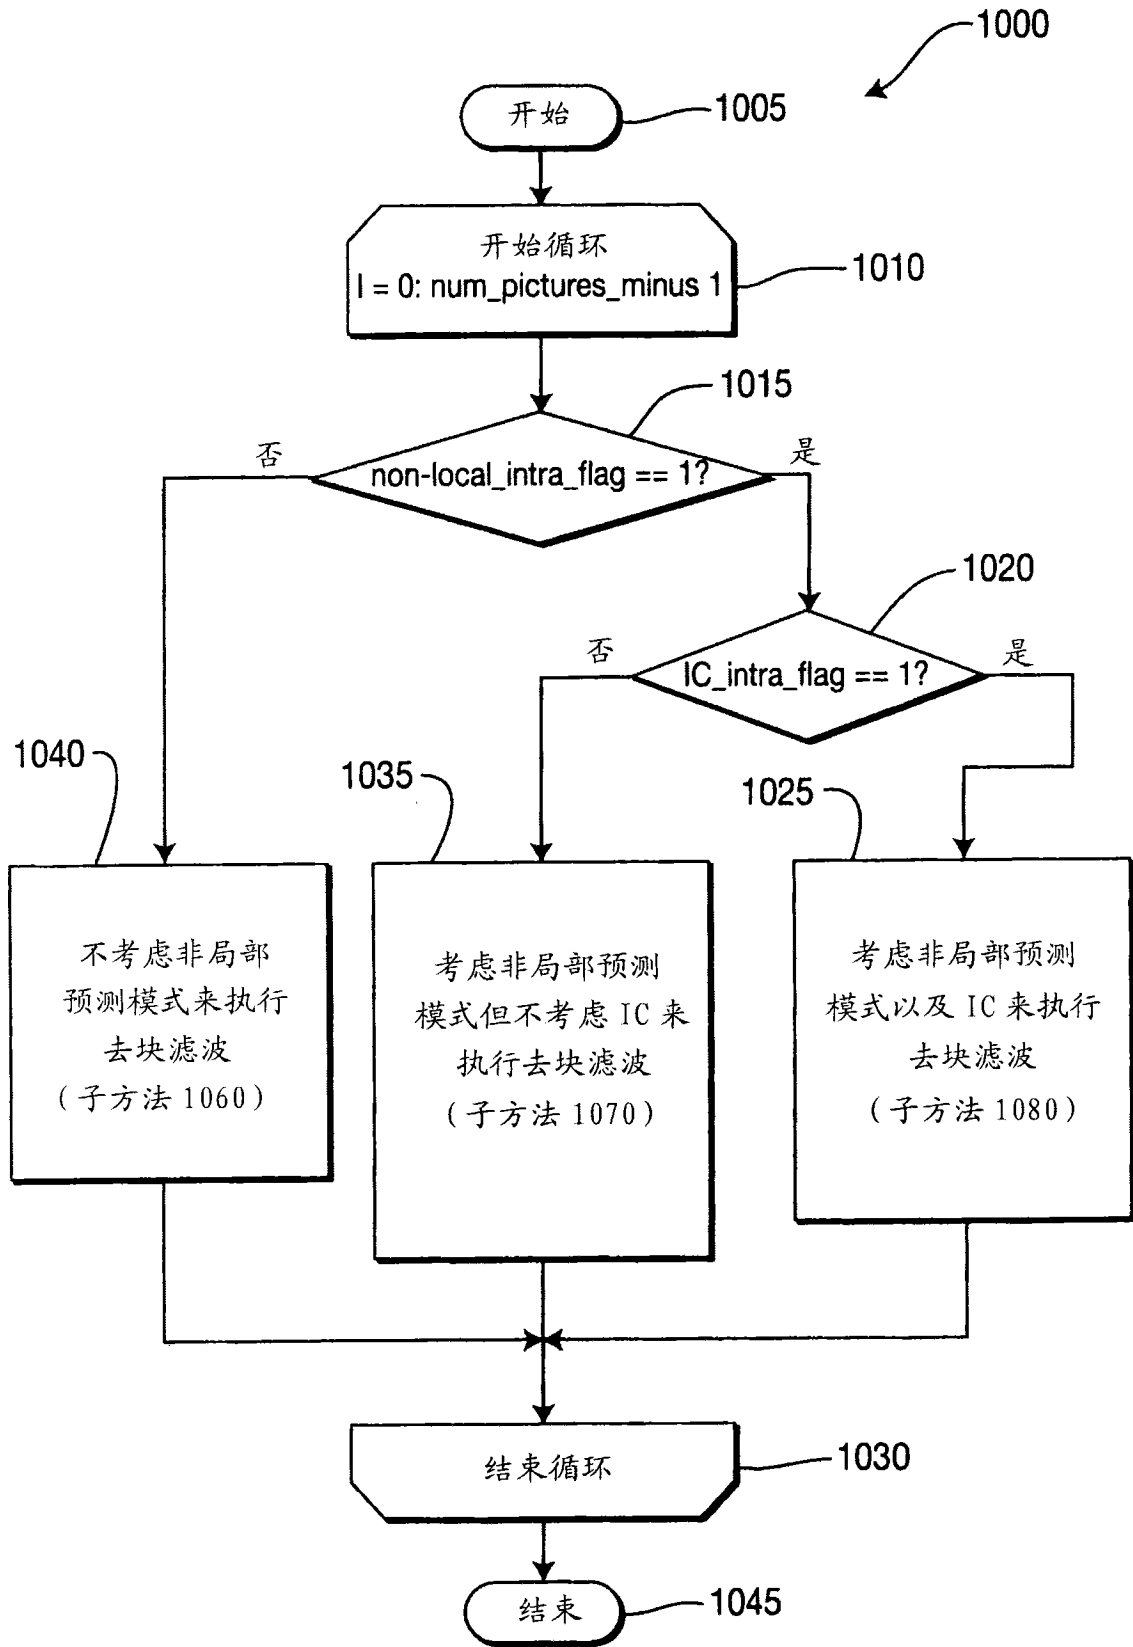 1000
开始
1005
开始循环
I = 0: num_pictures_minus 1
1010
1015
否
non-local_intra_flag == 1?
是
1020
否
IC_intra_flag == 1?
是
1040
1035
1025
不考虑非局部
预测模式来执行
去块滤波
(子方法 1060)
考虑非局部预测
模式但不考虑 IC 来
执行去块滤波
(子方法 1070)
考虑非局部预测
模式以及 IC 来执行
去块滤波
(子方法 1080)
结束循环
1030
结束
1045